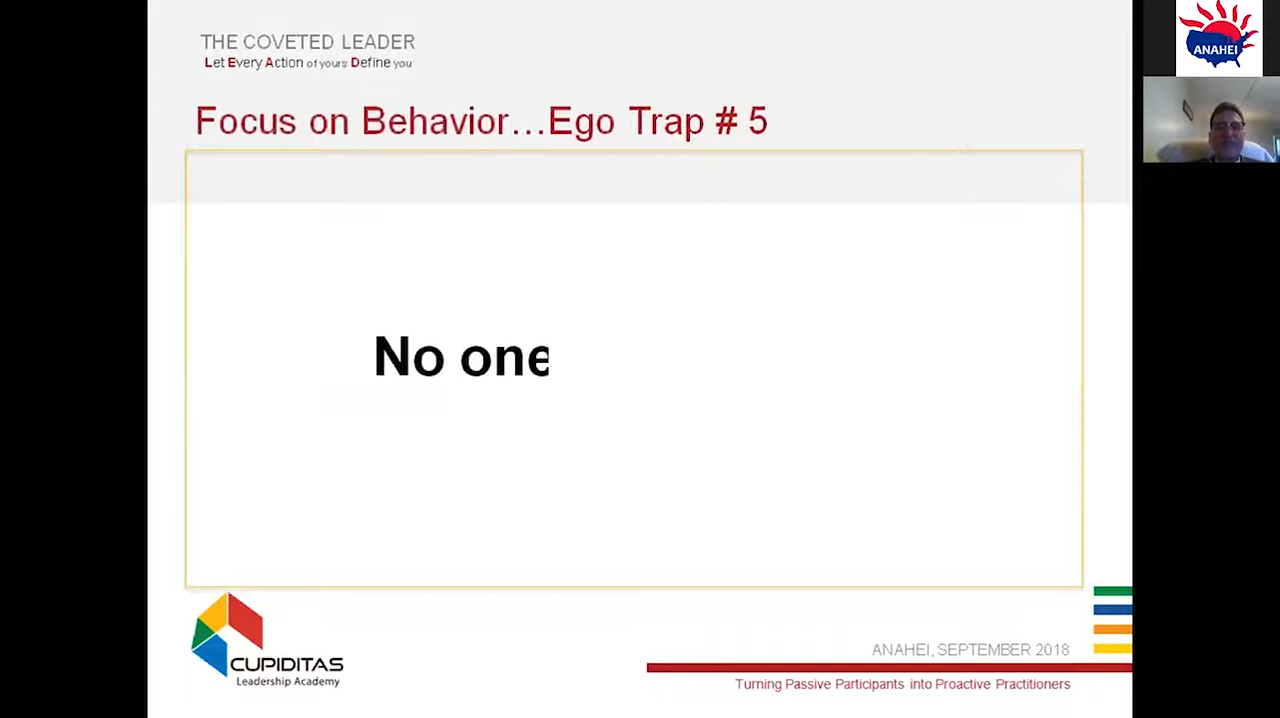 THE COVETED LEADER
Let Every Action of yours Define you
Focus on Behavior…Ego Trap # 5
No one
CUPIDITAS
Leadership Academy
ANAHEI, SEPTEMBER 2018
Turning Passive Participants into Proactive Practitioners
ANAHEI